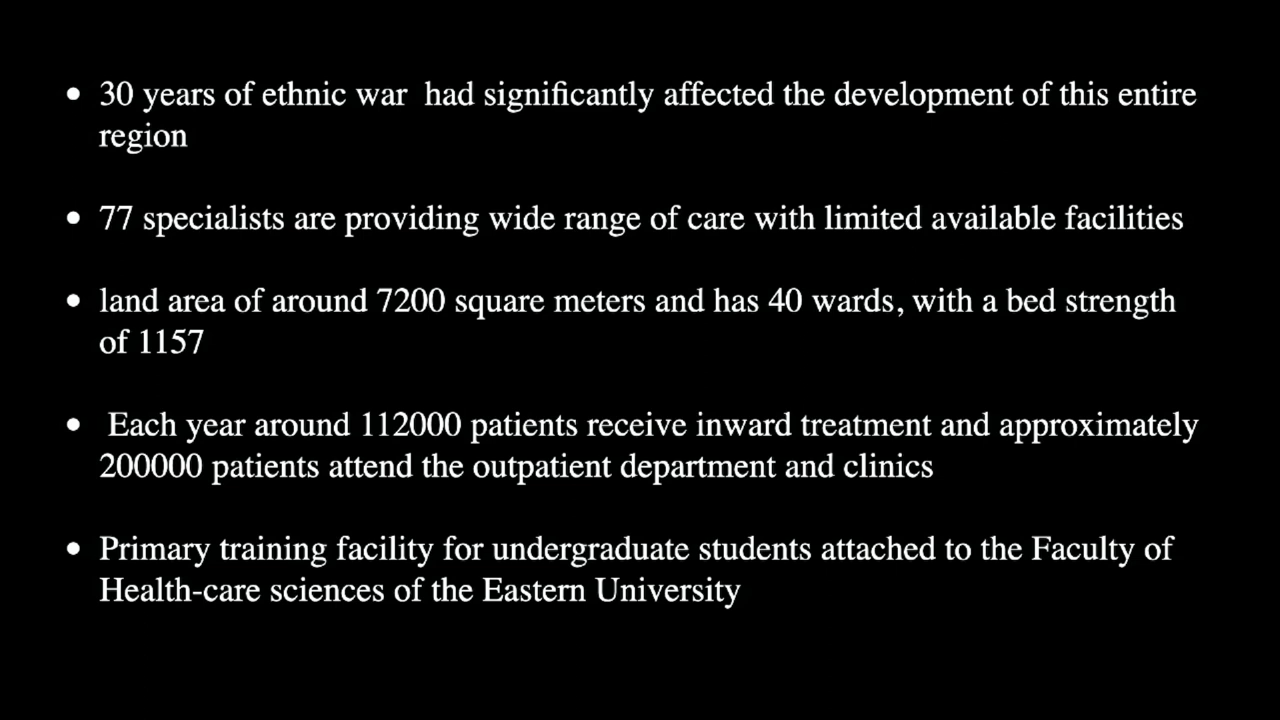 • 30 years of ethnic war  had significantly affected the development of this entire
region
• 77 specialists are providing wide range of care with limited available facilities
• land area of around 7200 square meters and has 40 wards, with a bed strength
of 1157
•  Each year around 112000 patients receive inward treatment and approximately
200000 patients attend the outpatient department and clinics
• Primary training facility for undergraduate students attached to the Faculty of
Health-care sciences of the Eastern University